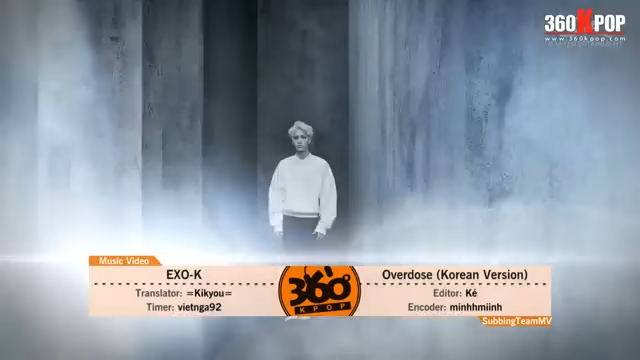 360KPOP
www.360kpop.com
Music Video
EXO-K
Translator: =Kikyou=
Timer: vietnga92
360°
KPOP
Overdose (Korean Version)
Editor: Ké
Encoder: minhhmiinh
SubbingTeamMV